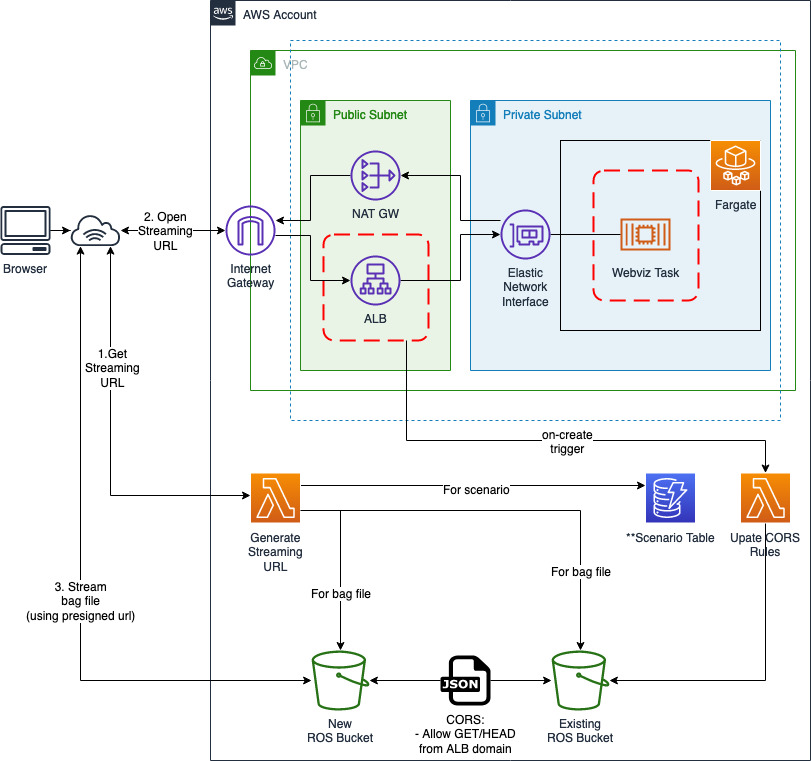 aws
AWS Account
VPC
Public Subnet
Private Subnet
NAT GW
Fargate
2. Open
Streaming
URL
Browser
Internet
Gateway
Elastic
Network
Interface
Webviz Task
ALB
1.Get
Streaming
URL
on-create
trigger
For scenario
Generate
Streaming
URL
**Scenario Table
Upate CORS
Rules
For bag file
For bag file
3. Stream
bag file
(using presigned url)
JSON
New
ROS Bucket
CORS:
- Allow GET/HEAD
from ALB domain
Existing
ROS Bucket